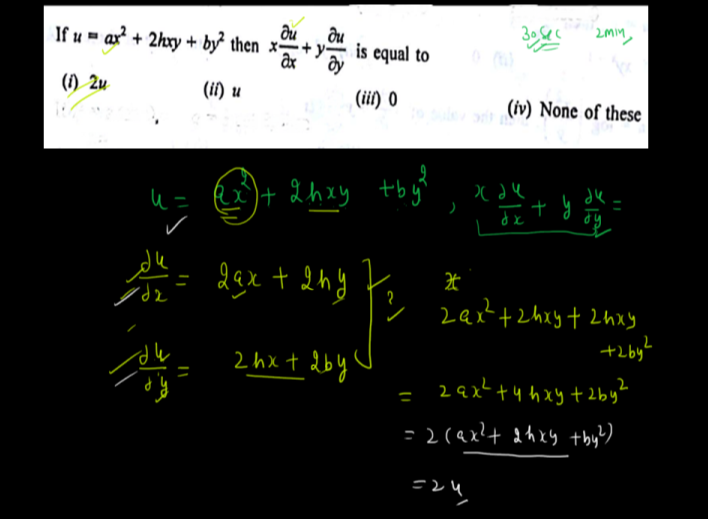 If u = ax² + 2hxy + by² then x ∂u/∂x + y ∂u/∂y is equal to
(i) 2u (ii) u (iii) 0 (iv) None of these
30 sec 2 min
u = ax² + 2hxy + by² , x ∂u/∂x + y ∂u/∂y =
∂u/∂x = 2ax + 2hy
∂u/∂y = 2hx + 2by
?
x
2ax² + 2hxy + 2hxy
+ 2by²
= 2ax² + 4hxy + 2by²
= 2(ax² + 2hxy + by²)
= 2u